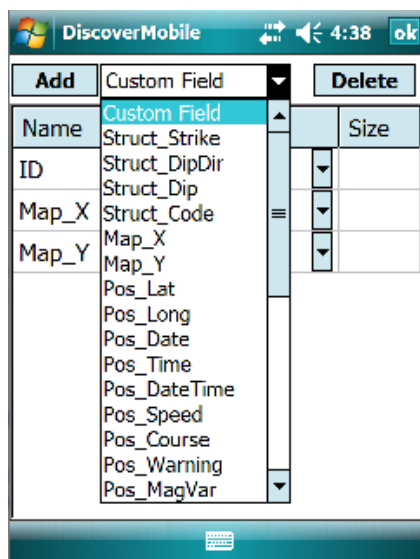 DiscoverMobile 4:38 ok
Add Custom Field Delete
Name Size
ID
Map_X
Map_Y
Custom Field
Struct_Strike
Struct_DipDir
Struct_Dip
Struct_Code
Map_X
Map_Y
Pos_Lat
Pos_Long
Pos_Date
Pos_Time
Pos_DateTime
Pos_Speed
Pos_Course
Pos_Warning
Pos_MagVar